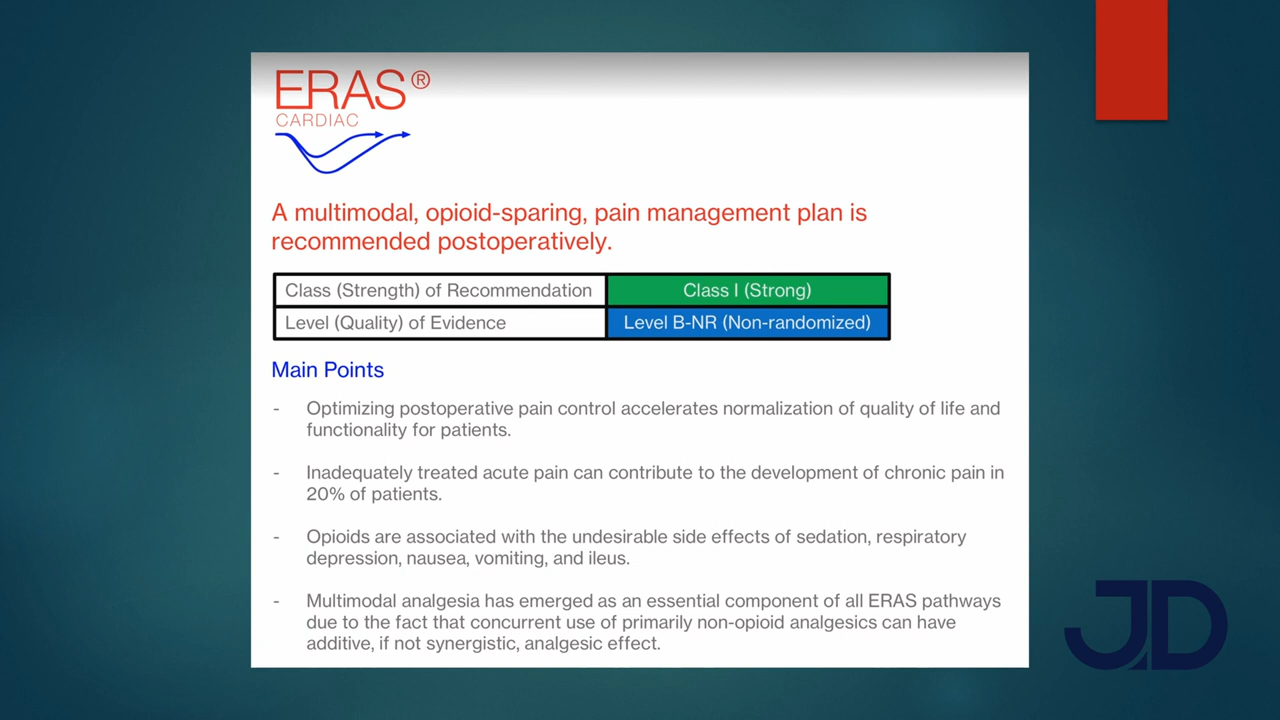 ERAS®
CARDIAC
A multimodal, opioid-sparing, pain management plan is
recommended postoperatively.
Class (Strength) of Recommendation Class I (Strong)
Level (Quality) of Evidence Level B-NR (Non-randomized)
Main Points
- Optimizing postoperative pain control accelerates normalization of quality of life and
functionality for patients.
- Inadequately treated acute pain can contribute to the development of chronic pain in
20% of patients.
- Opioids are associated with the undesirable side effects of sedation, respiratory
depression, nausea, vomiting, and ileus.
- Multimodal analgesia has emerged as an essential component of all ERAS pathways
due to the fact that concurrent use of primarily non-opioid analgesics can have
additive, if not synergistic, analgesic effect.
JD